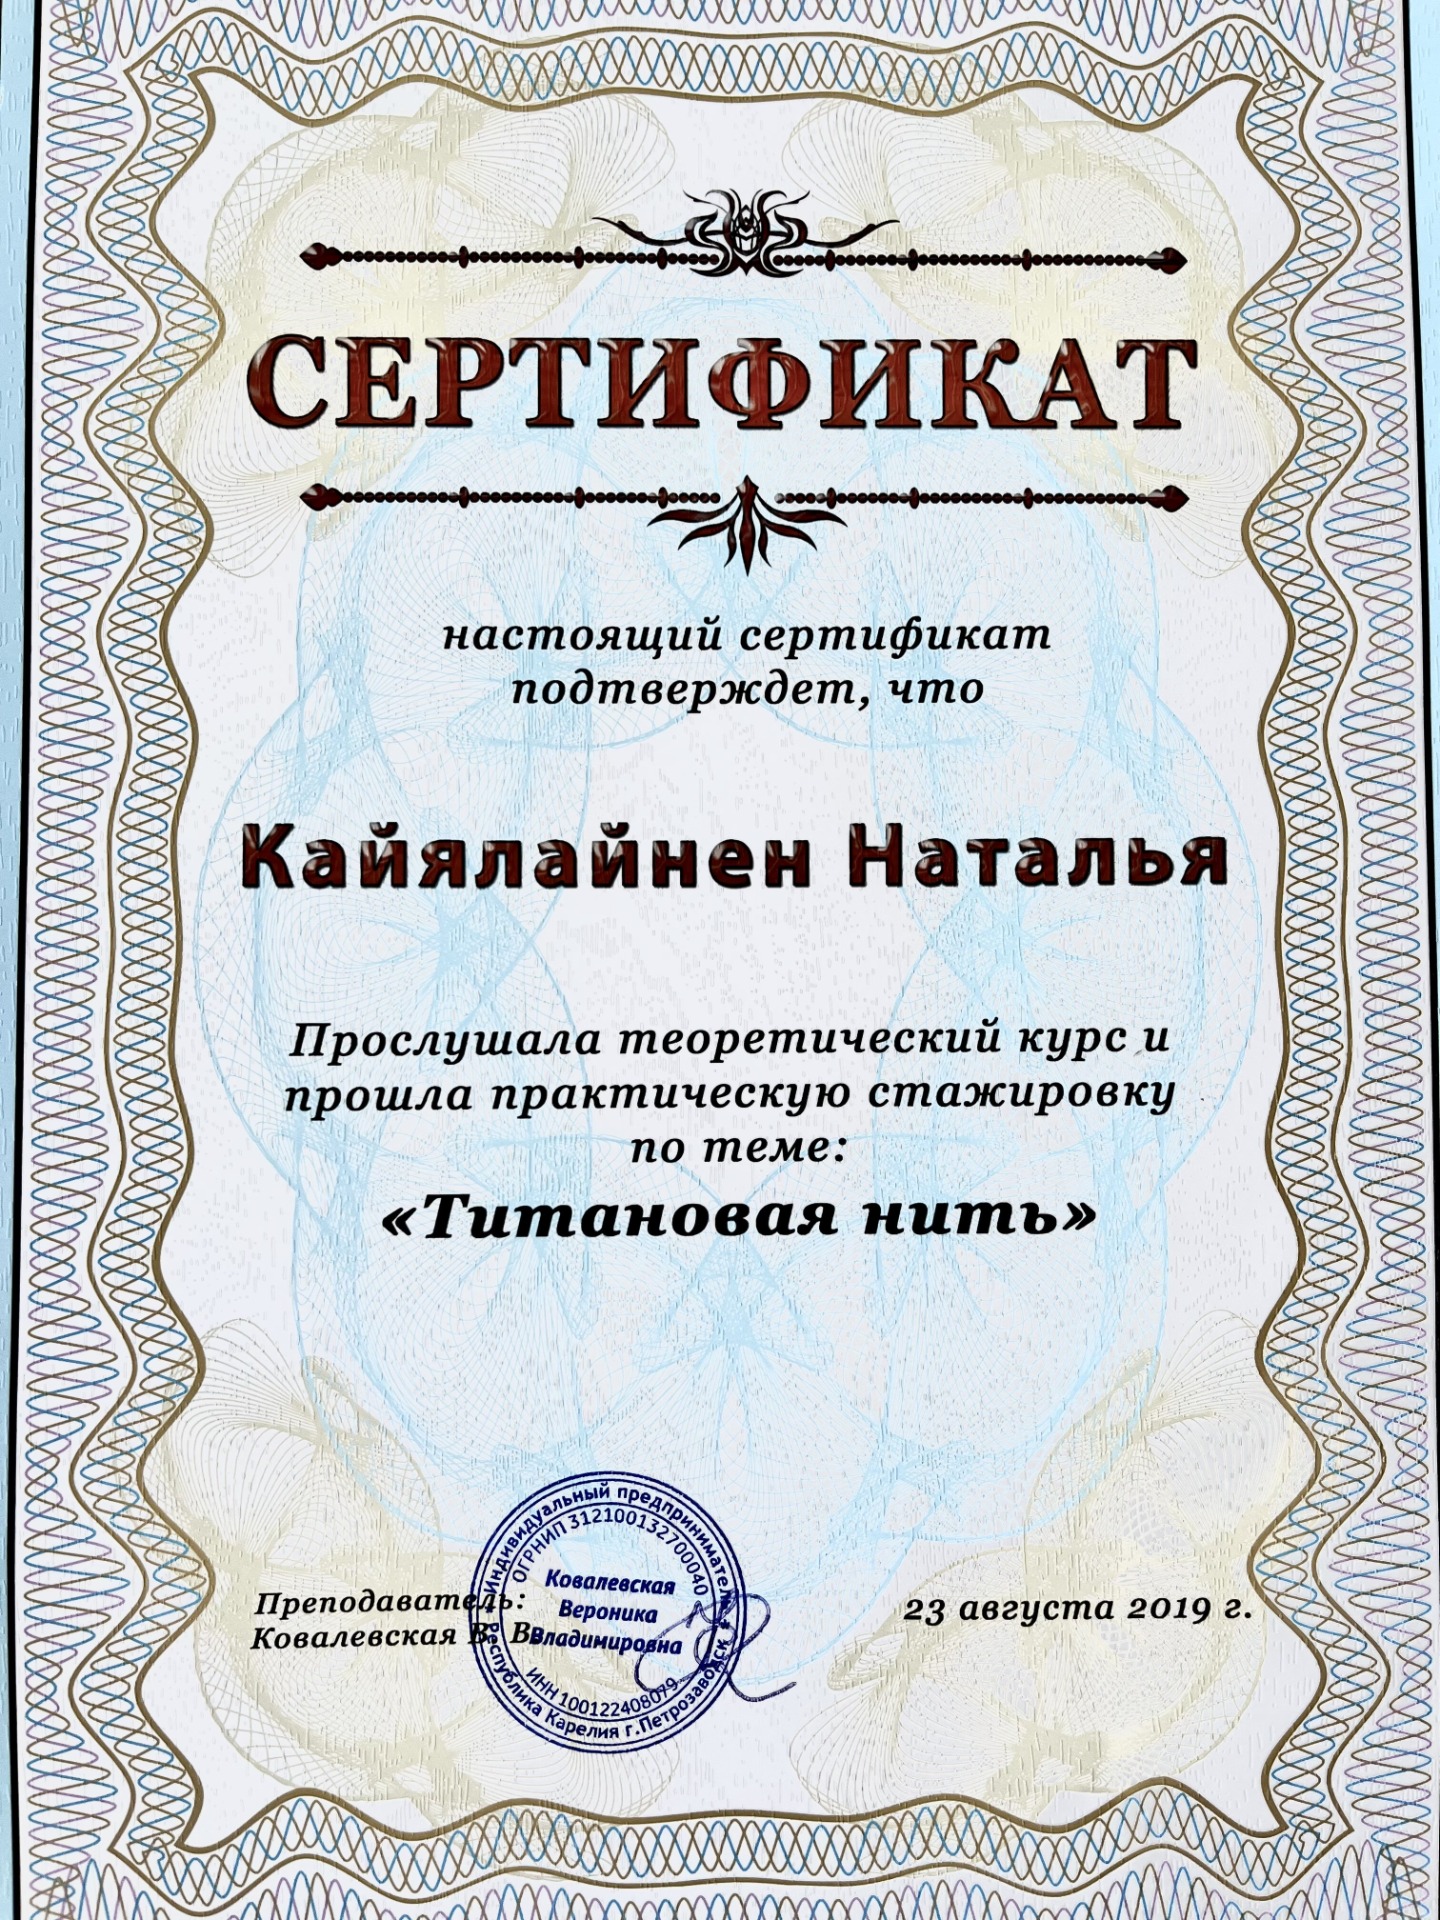 СЕРТИФИКАТ
настоящий сертификат
подтверждет, что
Кайялайнен Наталья
Прослушала теоретический курс и
прошла практическую стажировку
по теме:
«Титановая нить»
Преподаватель:
Ковалевская В. В.
Индивидуальный предприниматель
ОГРНИП 312100132700040
Ковалевская
Вероника
Владимировна
ИНН 100122408079
Республика Карелия г.Петрозаводск
23 августа 2019 г.